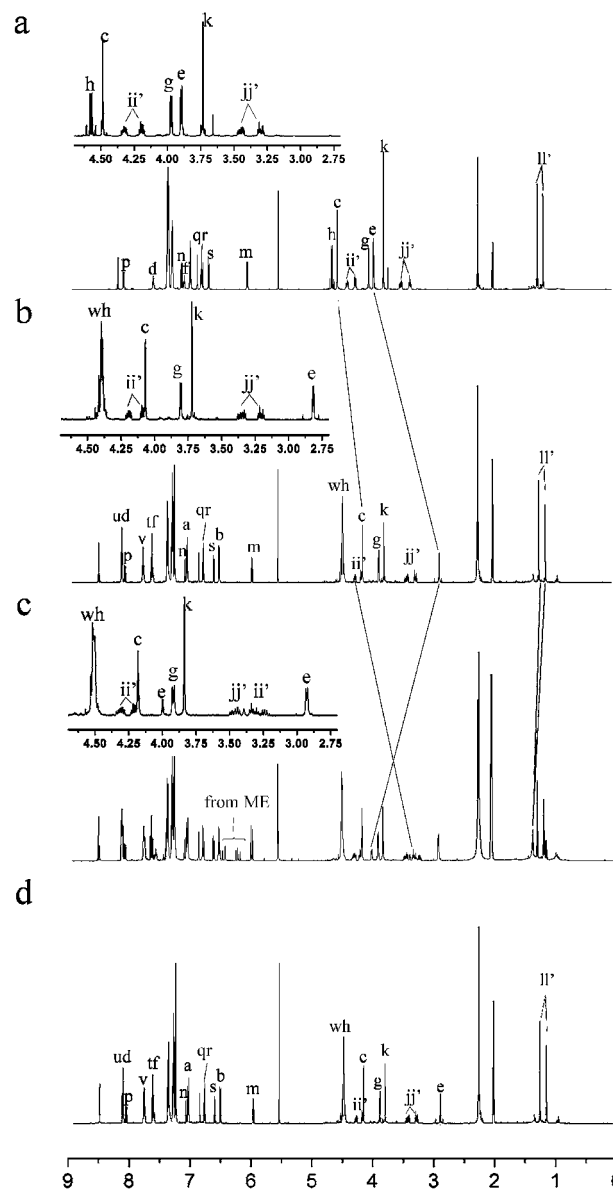 a
h c ii' g e k jj'
4.50 4.25 4.00 3.75 3.50 3.25 3.00 2.75
p d n f qr s m h c ii' g e k jj' ll'
b
wh ii' c g k jj' e
4.50 4.25 4.00 3.75 3.50 3.25 3.00 2.75
ud p v tf n a qr s b m wh ii' c g k jj' ll'
c
wh ii' c e g k jj' ii' e
4.50 4.25 4.00 3.75 3.50 3.25 3.00 2.75
from ME
d
ud p v tf n a qr s b m wh ii' c g k jj' e ll'
9 8 7 6 5 4 3 2 1